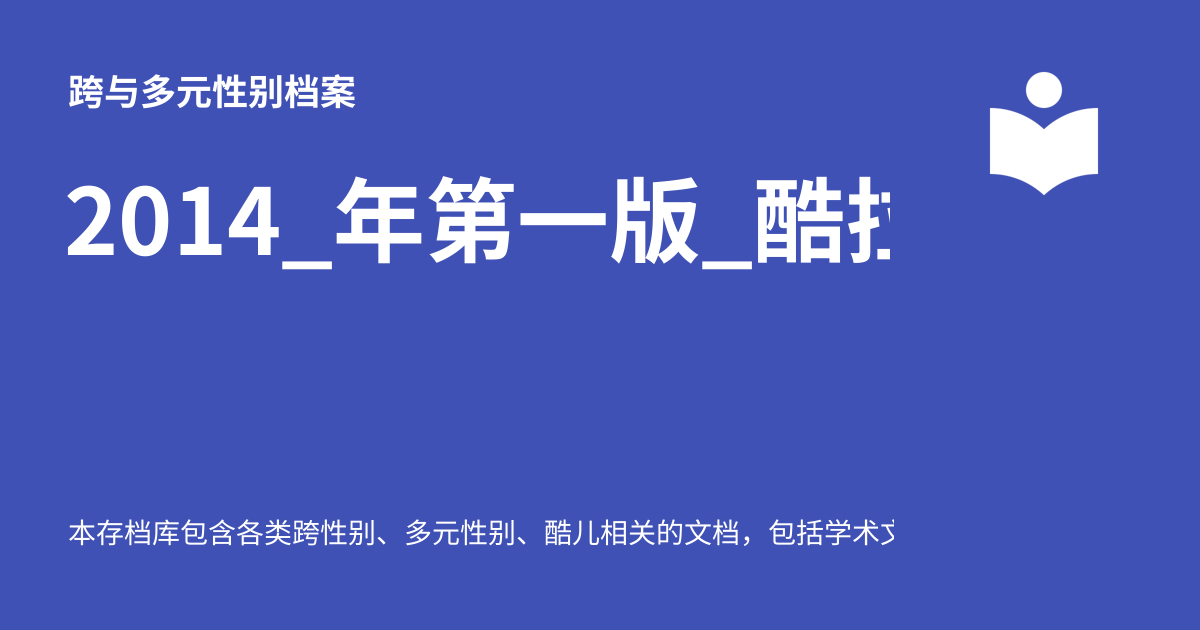 跨与多元性别档案
2014_年第一版_酷
本存档库包含各类跨性别、多元性别、酷儿相关的文档，包括学术